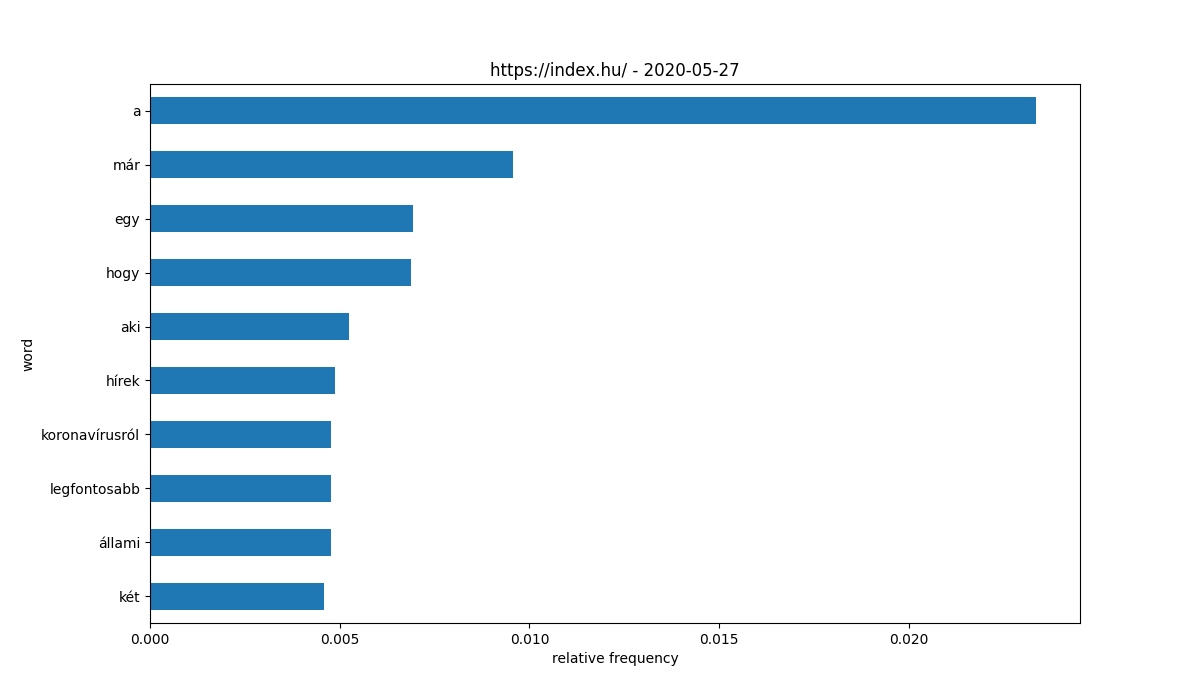 https://index.hu/ - 2020-05-27
a
már
egy
hogy
aki
hírek
koronavírusról
legfontosabb
állami
két
word
0.000 0.005 0.010 0.015 0.020
relative frequency